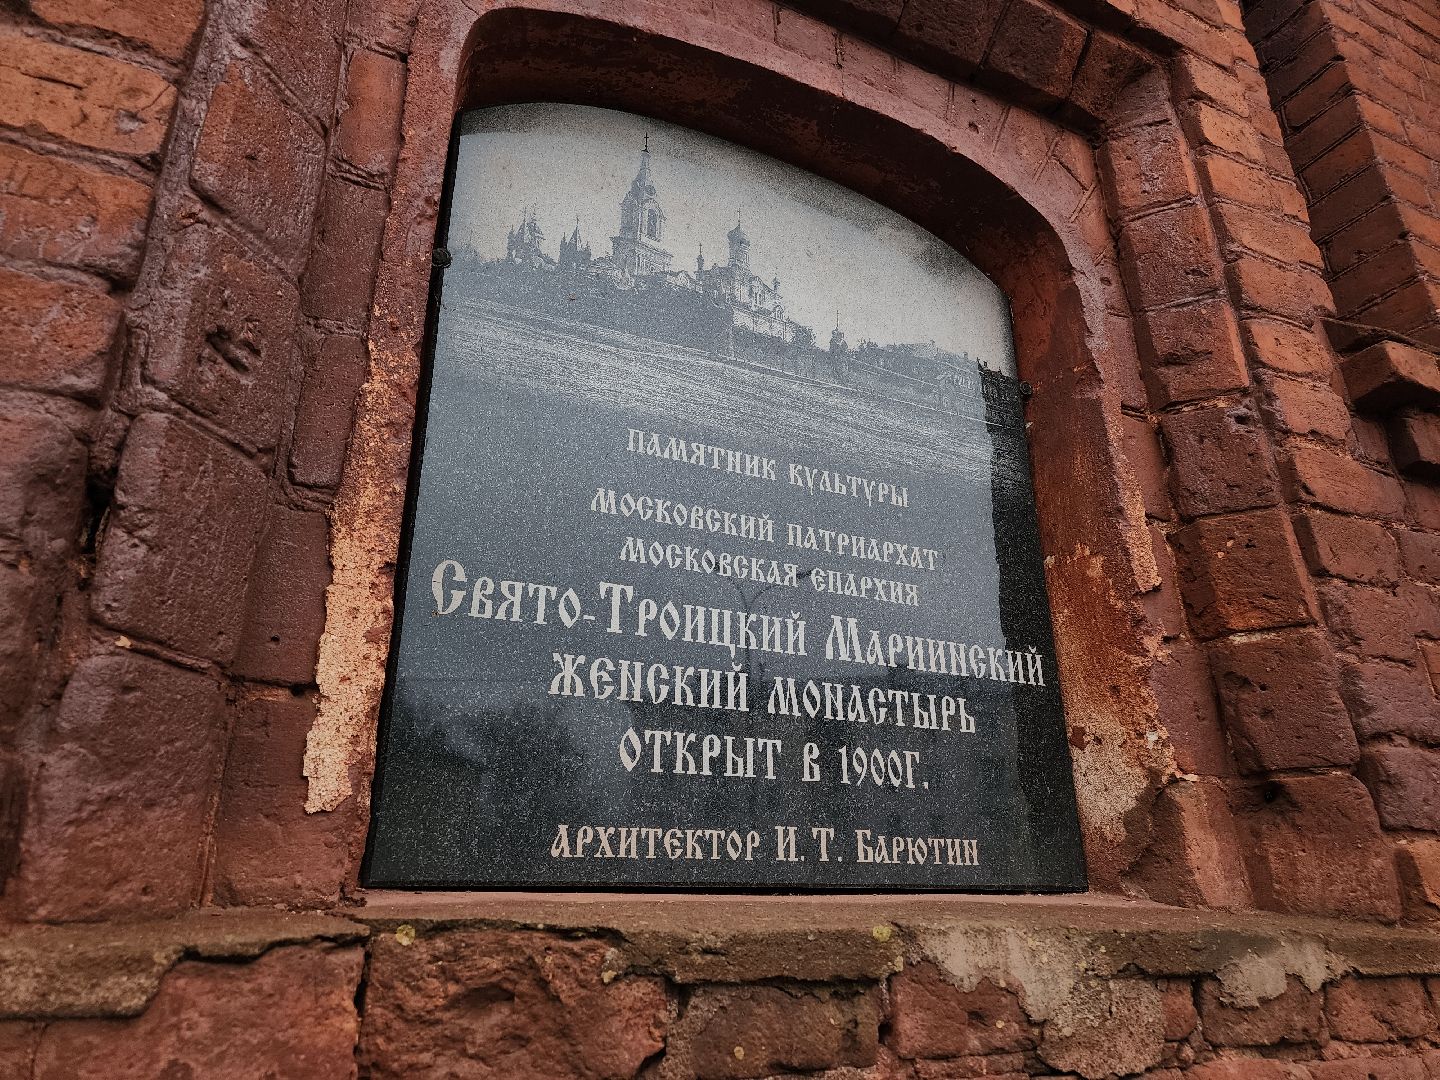 ПАМЯТНИК КУЛЬТУРЫ
МОСКОВСКИЙ ПАТРИАРХАТ
МОСКОВСКАЯ ЕПАРХИЯ
СВЯТО-ТРОИЦКИЙ МАРИИНСКИЙ
ЖЕНСКИЙ МОНАСТЫРЬ
ОТКРЫТ В 1900Г.
АРХИТЕКТОР И. Т. БАРЮТИН